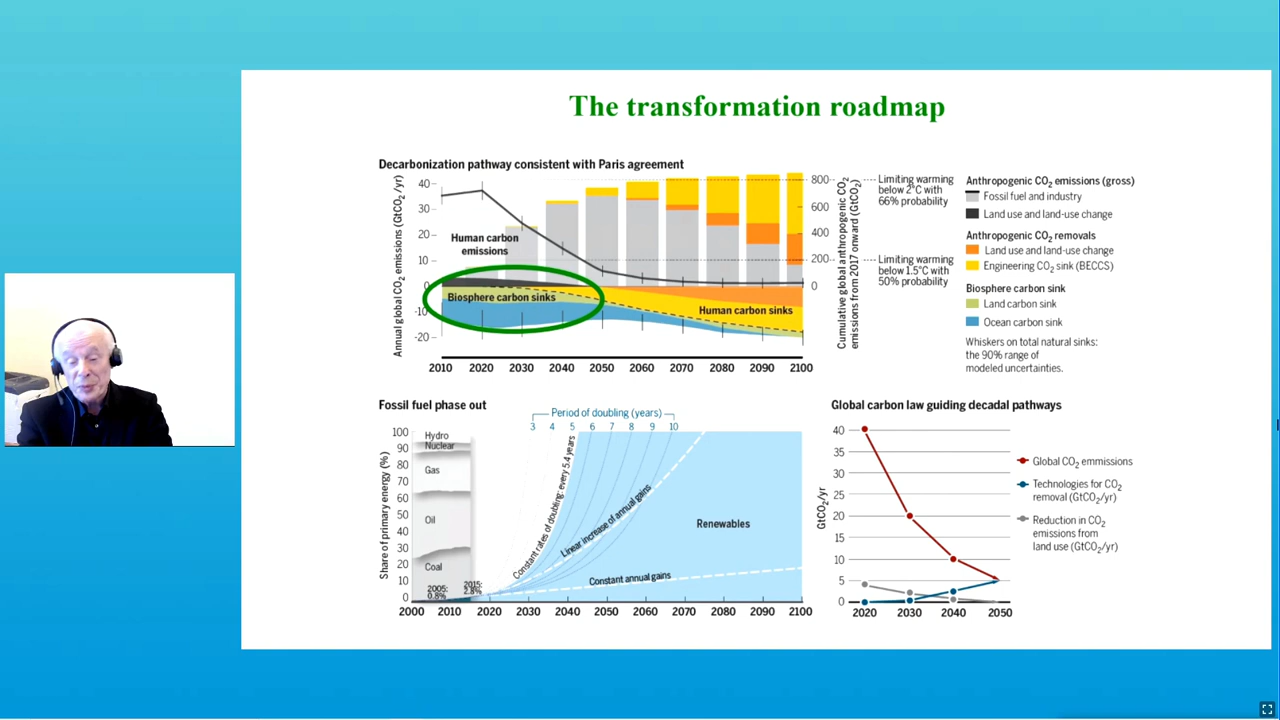 The transformation roadmap
Decarbonization pathway consistent with Paris agreement
Annual global CO2 emissions (GtCO2/yr)
40
30
20
10
0
-10
-20
Human carbon
emissions
Biosphere carbon sinks
Human carbon sinks
2010 2020 2030 2040 2050 2060 2070 2080 2090 2100
800
600
400
200
0
Cumulative global anthropogenic CO2
emissions from 2017 onward (GtCO2)
Limiting warming
below 2°C with
66% probability
Limiting warming
below 1.5°C with
50% probability
Anthropogenic CO2 emissions (gross)
Fossil fuel and industry
Land use and land-use change
Anthropogenic CO2 removals
Land use and land-use change
Engineering CO2 sink (BECCS)
Biosphere carbon sink
Land carbon sink
Ocean carbon sink
Whiskers on total natural sinks:
the 90% range of
modeled uncertainties.
Fossil fuel phase out
Share of primary energy (%)
100
90
80
70
60
50
40
30
20
10
0
Hydro
Nuclear
Gas
Oil
Coal
2005:
0.8%
2015:
2.8%
Period of doubling (years)
3 4 5 6 7 8 9 10
Constant rates of doubling: every 5.4 years
Linear increase of annual gains
Constant annual gains
Renewables
2000 2010 2020 2030 2040 2050 2060 2070 2080 2090 2100
Global carbon law guiding decadal pathways
GtCO2/yr
40
35
30
25
20
15
10
5
0
2020 2030 2040 2050
Global CO2 emmissions
Technologies for CO2
removal (GtCO2/yr)
Reduction in CO2
emissions from
land use (GtCO2/yr)